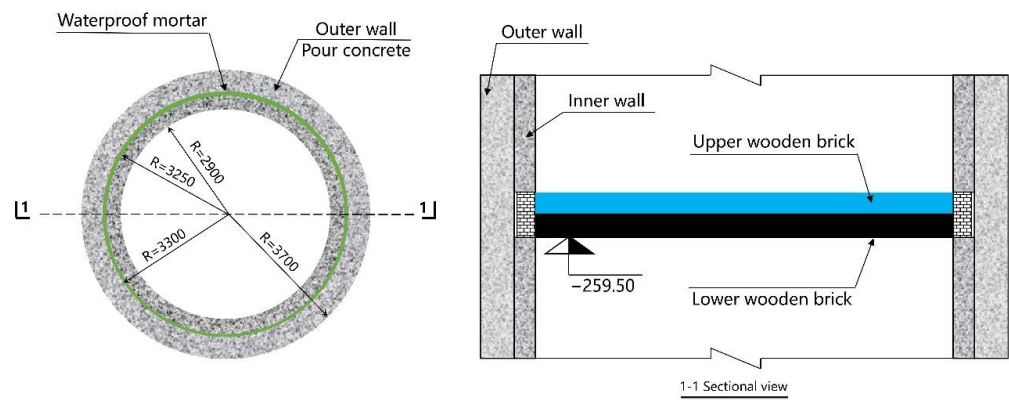 Waterproof mortar
Outer wall
Pour concrete
R=2900
R=3250
1
1
R=3300
R=3700
Outer wall
Inner wall
Upper wooden brick
−259.50
Lower wooden brick
1-1 Sectional view